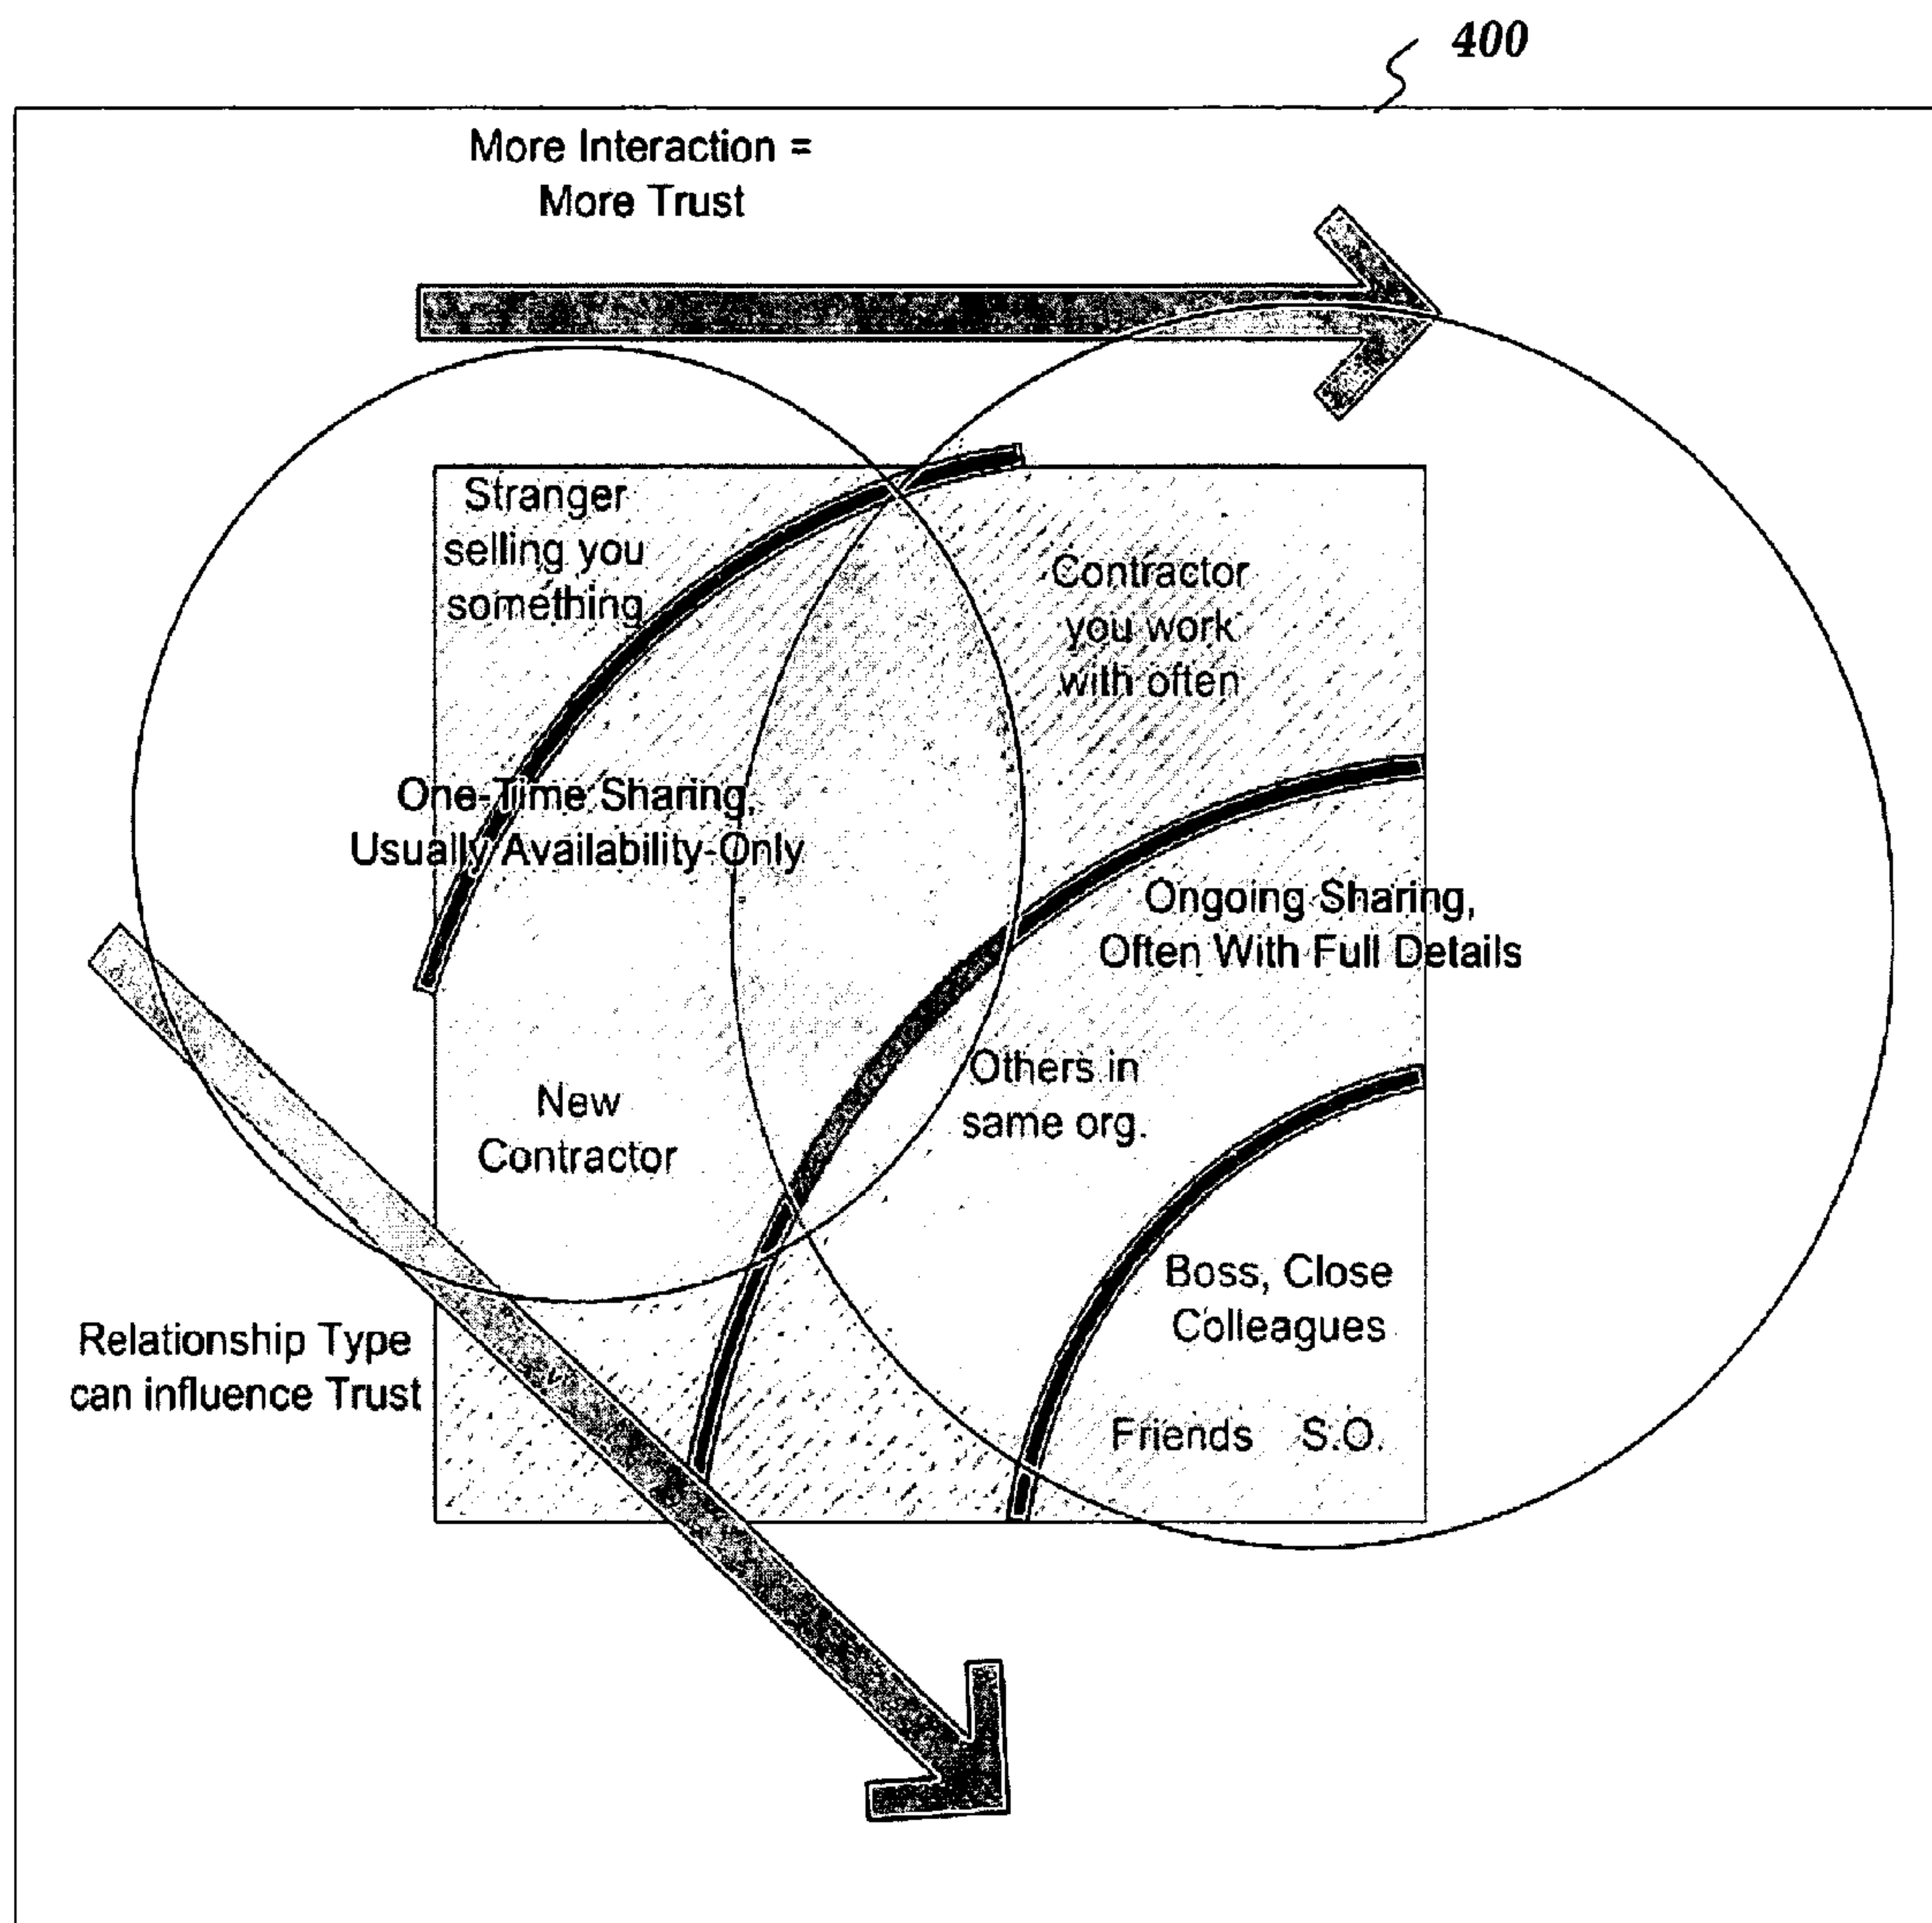 400
More Interaction =
More Trust
Stranger
selling you
something
Contractor
you work
with often
One-Time Sharing,
Usually Availability-Only
Ongoing Sharing,
Often With Full Details
Others in
same org.
New
Contractor
Boss, Close
Colleagues
Relationship Type
can influence Trust
Friends S.O.